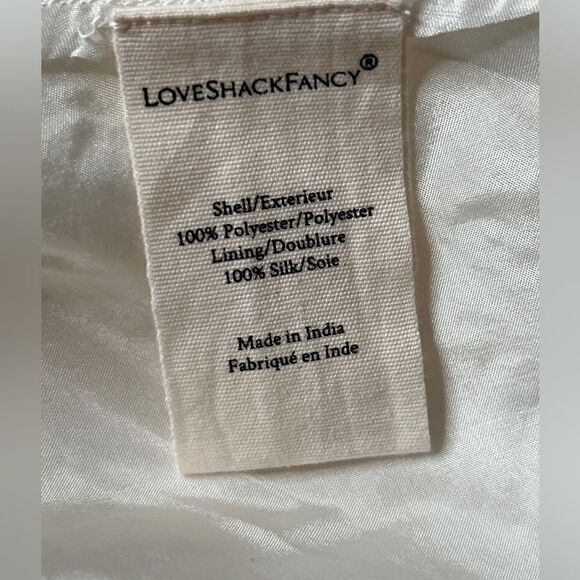 LOVESHACKFANCY®
Shell/Exterieur
100% Polyester/Polyester
Lining/Doublure
100% Silk/Soie
Made in India
Fabriqué en Inde